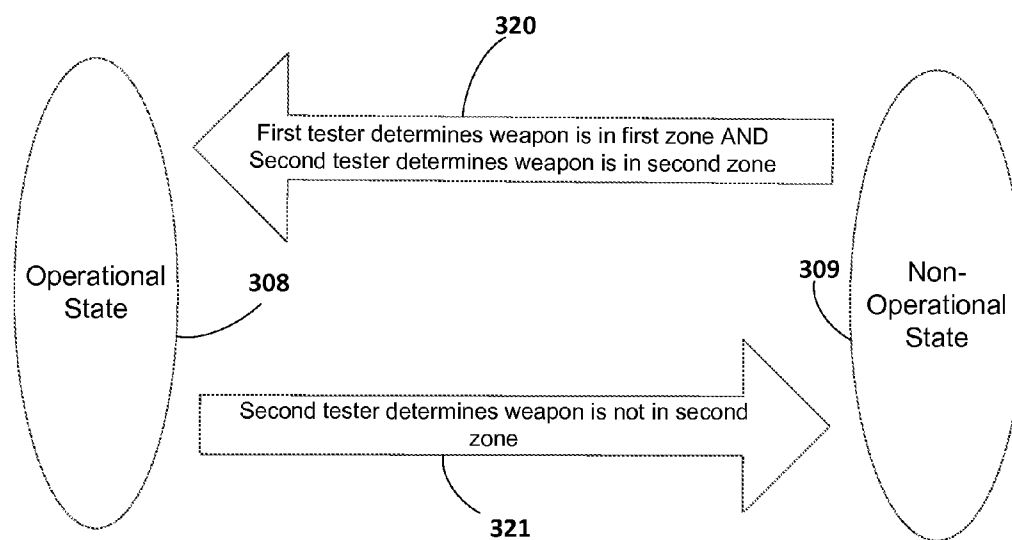 320
First tester determines weapon is in first zone AND
Second tester determines weapon is in second zone
Operational
State
308
309
Non-
Operational
State
Second tester determines weapon is not in second
zone
321